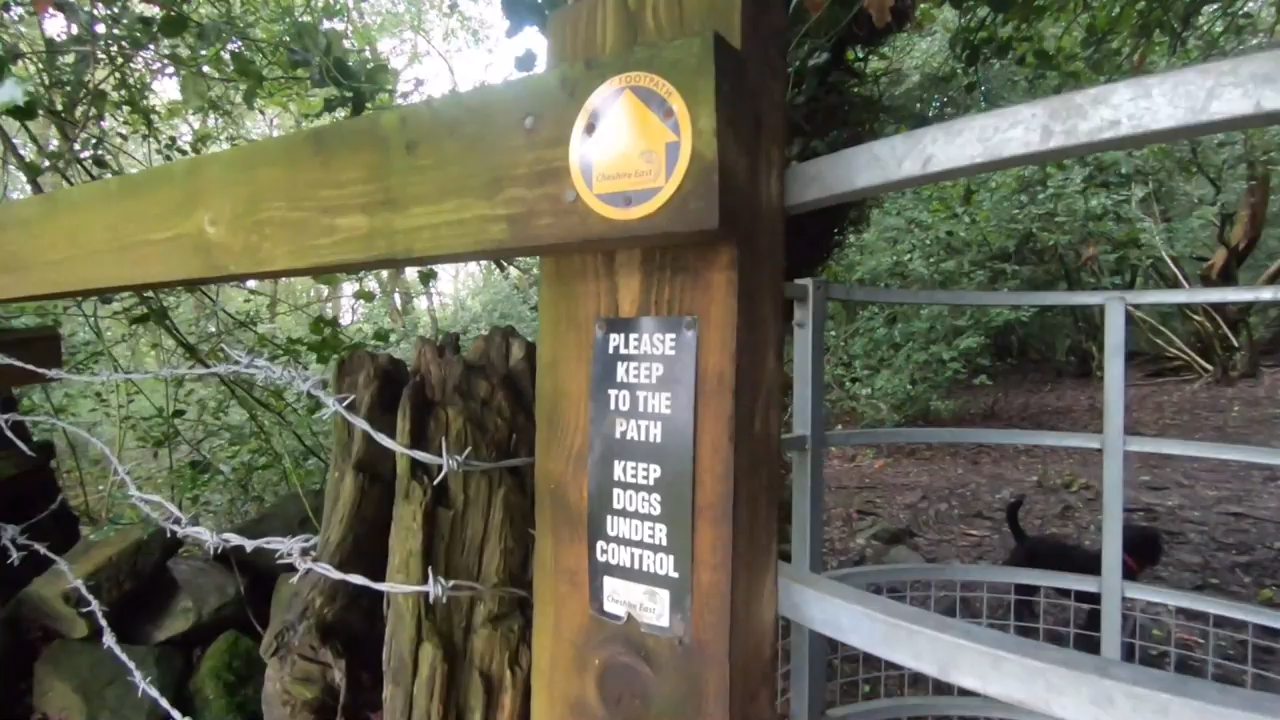 FOOTPATH
Cheshire East
PLEASE
KEEP
TO THE
PATH
KEEP
DOGS
UNDER
CONTROL
Cheshire East